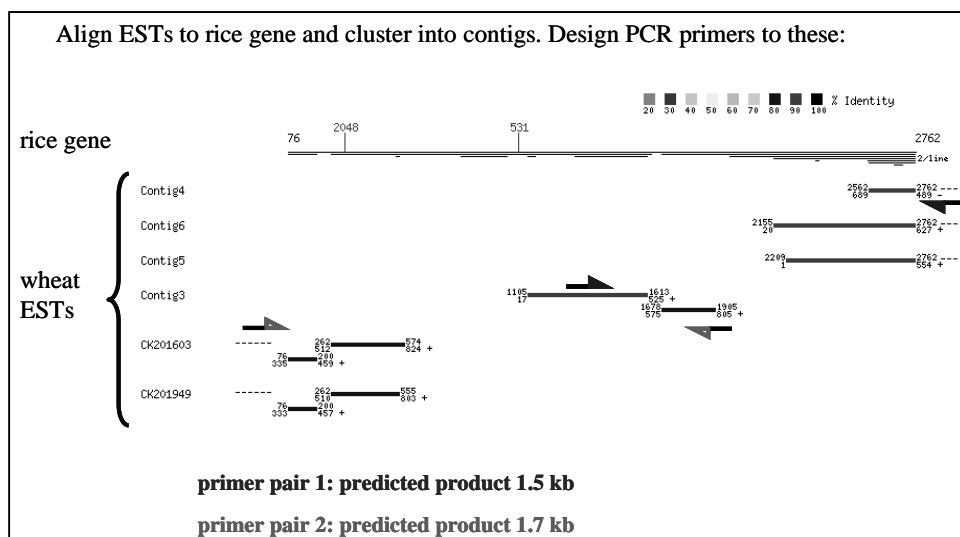 Align ESTs to rice gene and cluster into contigs. Design PCR primers to these:
% Identity
20 30 40 50 60 70 80 90 100
rice gene
76 2048 531 2762
2/line
Contig4 2562 2762 ----
689 489 -
Contig6 2155 2762 ----
20 627 +
Contig5 2209 2762 ----
1 554 +
wheat
ESTs
Contig3 1105 1613
17 525 +
1678 1905
575 805 +
CK201603 ------ 262 574
512 824 +
76 200
335 459 +
CK201949 ------ 262 555
510 803 +
76 200
333 457 +
primer pair 1: predicted product 1.5 kb
primer pair 2: predicted product 1.7 kb